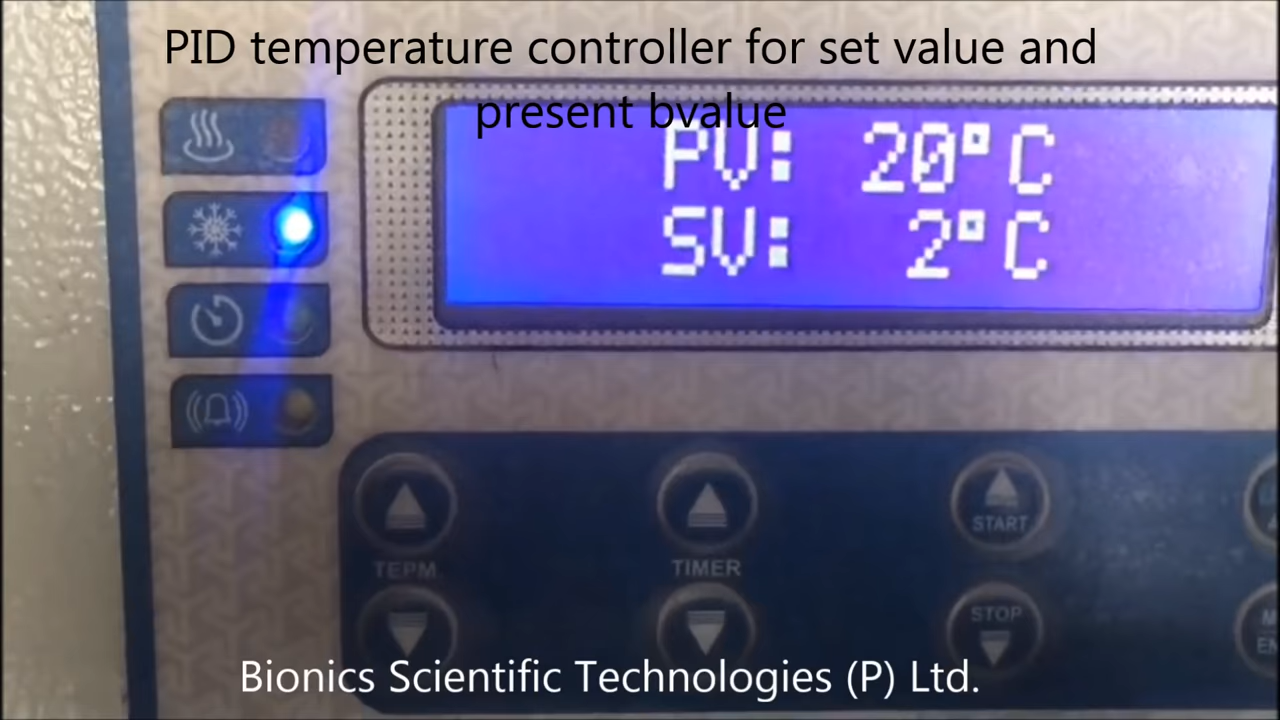 PID temperature controller for set value and
present bvalue
PV: 20°C
SV: 2°C
START
TEPM
TIMER
STOP
Bionics Scientific Technologies (P) Ltd.